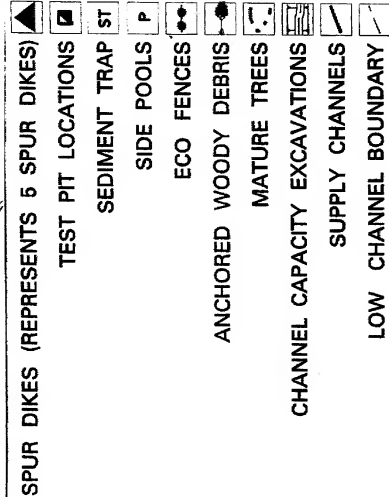 SPUR DIKES (REPRESENTS 5 SPUR DIKES)
TEST PIT LOCATIONS
SEDIMENT TRAP ST
SIDE POOLS P
ECO FENCES
ANCHORED WOODY DEBRIS
MATURE TREES
CHANNEL CAPACITY EXCAVATIONS
SUPPLY CHANNELS
LOW CHANNEL BOUNDARY